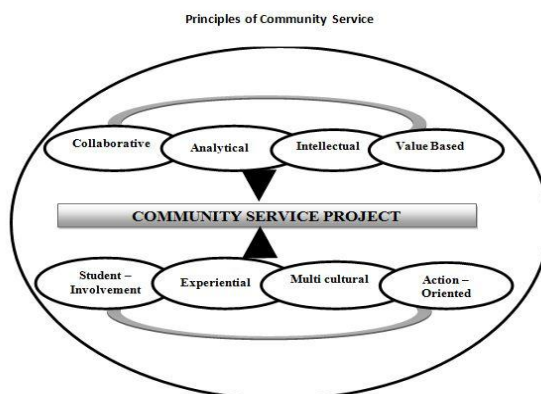 Principles of Community Service
Collaborative
Analytical
Intellectual
Value Based
COMMUNITY SERVICE PROJECT
Student –
Involvement
Experiential
Multi cultural
Action –
Oriented